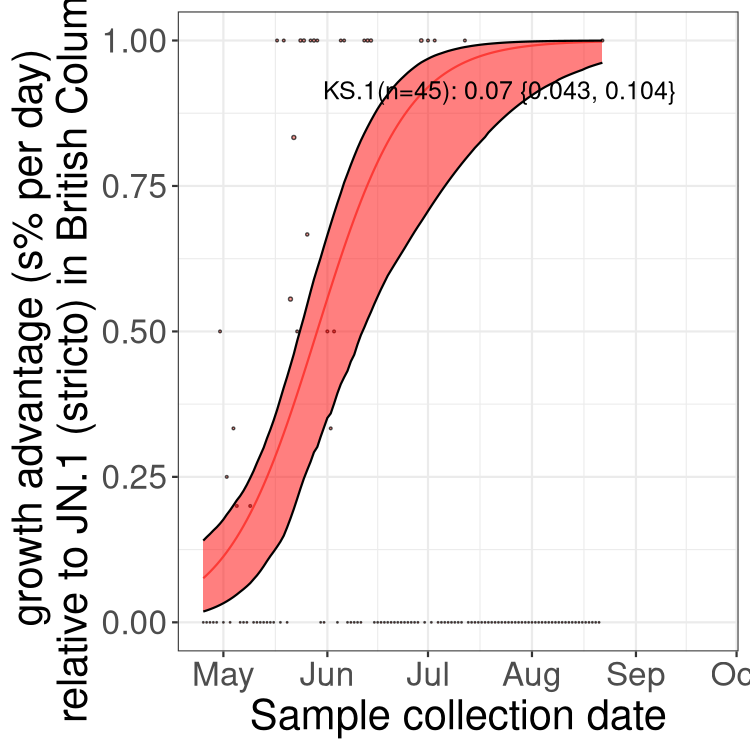 growth advantage (s% per day)
relative to JN.1 (stricto) in British Colum
1.00
0.75
0.50
0.25
0.00
KS.1(n=45): 0.07 {0.043, 0.104}
May Jun Jul Aug Sep Oc
Sample collection date